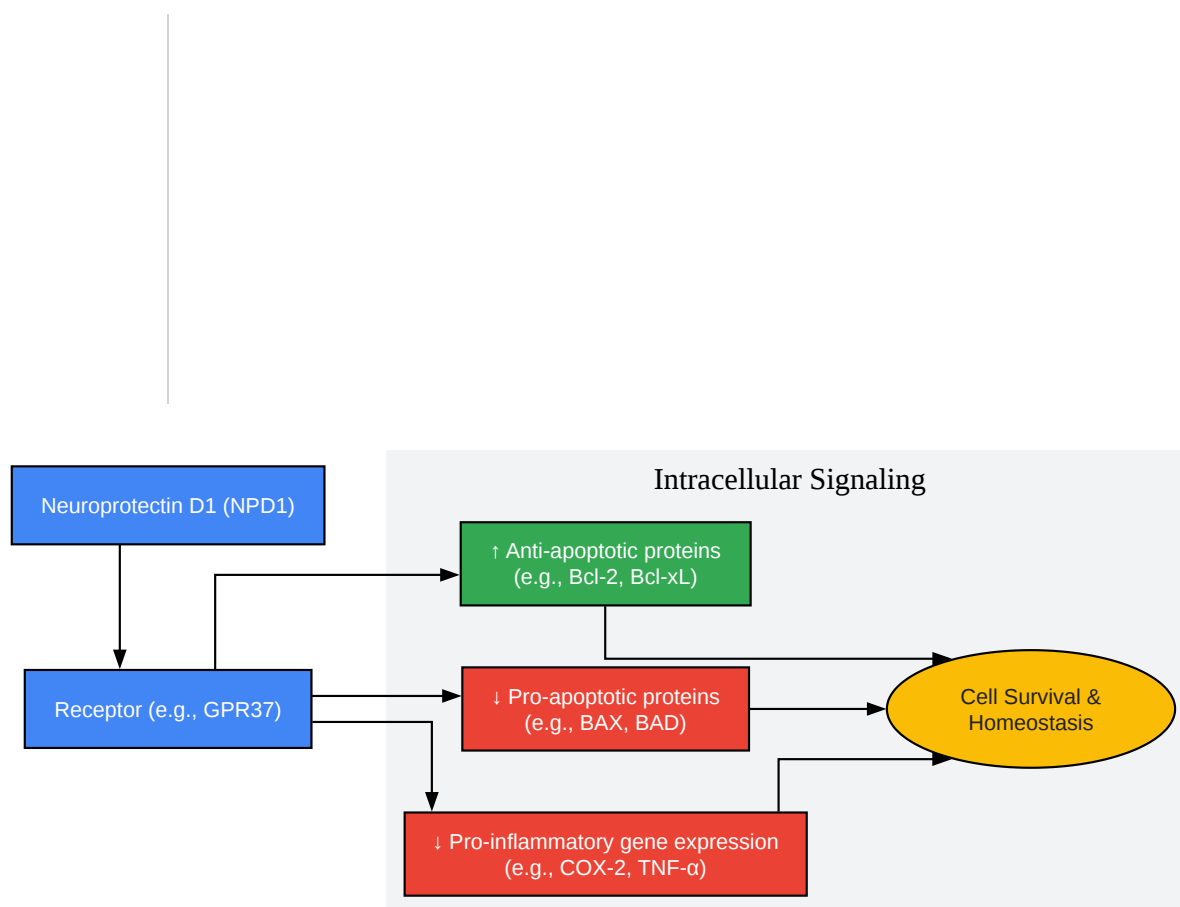 Intracellular Signaling
Neuroprotectin D1 (NPD1)
↑ Anti-apoptotic proteins
(e.g., Bcl-2, Bcl-xL)
Receptor (e.g., GPR37)
↓ Pro-apoptotic proteins
(e.g., BAX, BAD)
Cell Survival &
Homeostasis
↓ Pro-inflammatory gene expression
(e.g., COX-2, TNF-α)